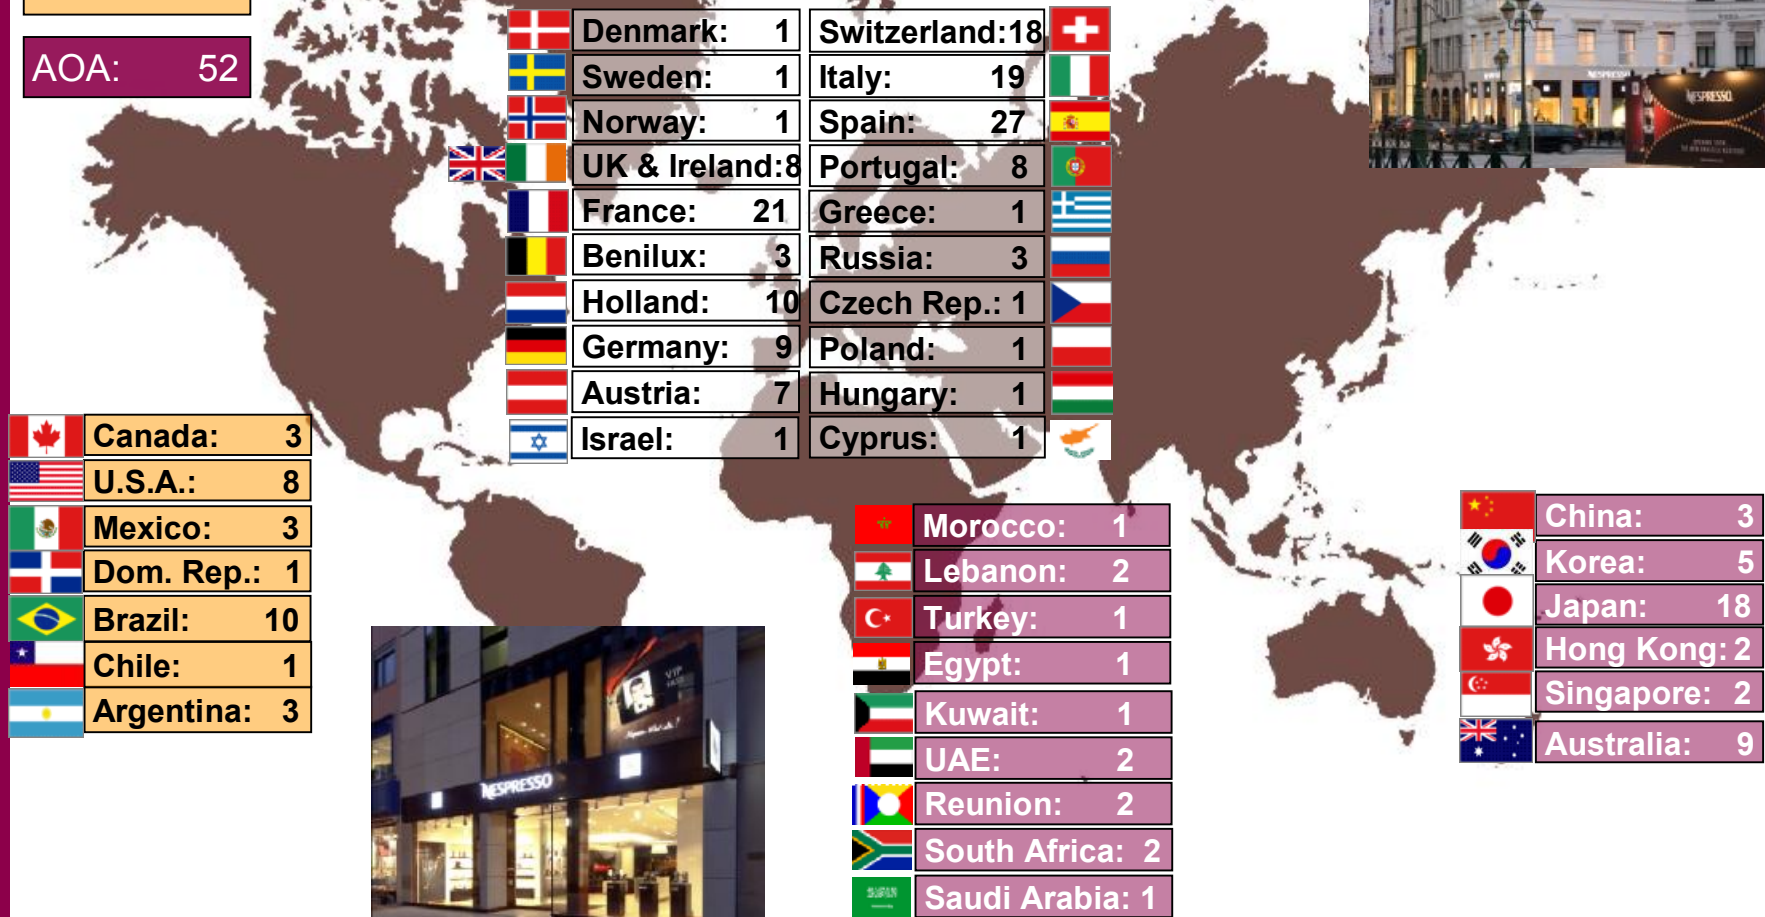 AOA: 52
Denmark: 1
Sweden: 1
Norway: 1
UK & Ireland:8
France: 21
Benilux: 3
Holland: 10
Germany: 9
Austria: 7
Israel: 1
Switzerland:18
Italy: 19
Spain: 27
Portugal: 8
Greece: 1
Russia: 3
Czech Rep.: 1
Poland: 1
Hungary: 1
Cyprus: 1
NESPRESSO
NESPRESSO
Canada: 3
U.S.A.: 8
Mexico: 3
Dom. Rep.: 1
Brazil: 10
Chile: 1
Argentina: 3
VIP
NESPRESSO
Morocco: 1
Lebanon: 2
Turkey: 1
Egypt: 1
Kuwait: 1
UAE: 2
Reunion: 2
South Africa: 2
Saudi Arabia: 1
China: 3
Korea: 5
Japan: 18
Hong Kong: 2
Singapore: 2
Australia: 9